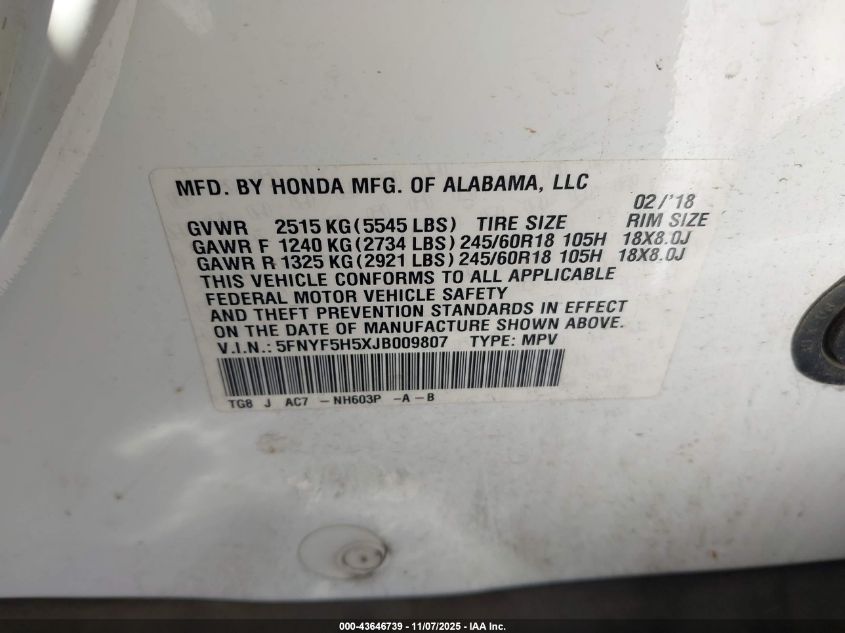 MFD. BY HONDA MFG. OF ALABAMA, LLC
02/'18
GVWR 2515 KG (5545 LBS) TIRE SIZE RIM SIZE
GAWR F 1240 KG (2734 LBS) 245/60R18 105H 18X8.0J
GAWR R 1325 KG (2921 LBS) 245/60R18 105H 18X8.0J
THIS VEHICLE CONFORMS TO ALL APPLICABLE
FEDERAL MOTOR VEHICLE SAFETY
AND THEFT PREVENTION STANDARDS IN EFFECT
ON THE DATE OF MANUFACTURE SHOWN ABOVE.
V.I.N.: 5FNYF5H5XJB009807 TYPE: MPV
TG8 J AC7 -NH603P -A-B
000-43646739 - 11/07/2025 - IAA Inc.